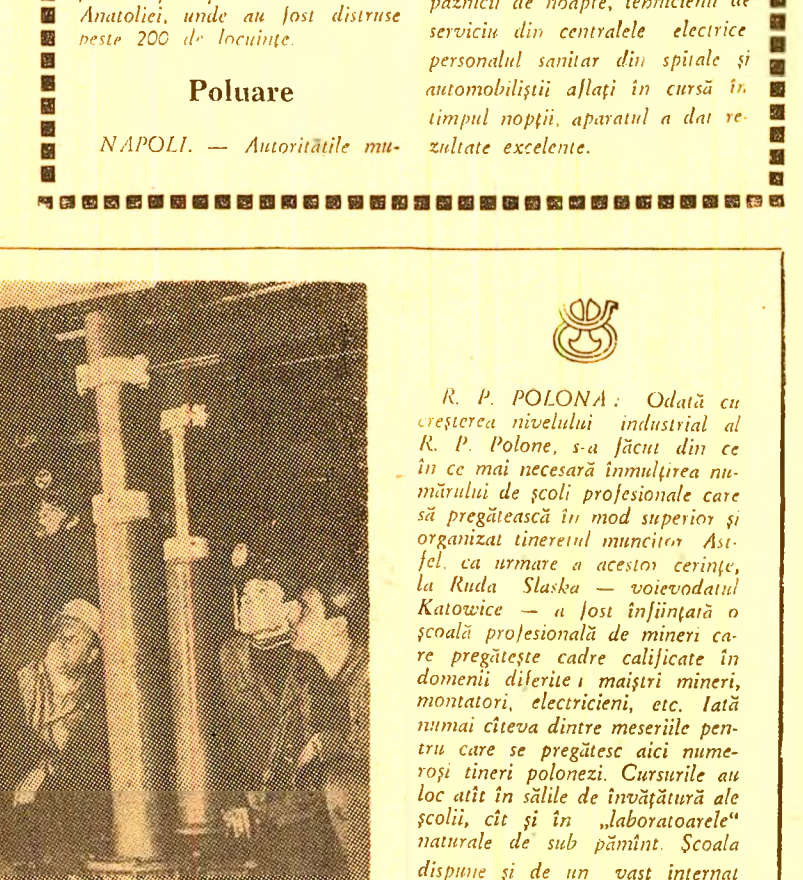 Anatoliei, unde au fost distruse
peste 200 de locuințe.
Poluare
NAPOLI. — Autoritățile mu-
paznicii de noapte, tehnicienii de
serviciu din centralele electrice
personalul sanitar din spitale și
automobiliștii aflați în cursă în
timpul nopții, aparatul a dat re-
zultate excelente.
R. P. POLONA: Odată cu
creșterea nivelului industrial al
R. P. Polone, s-a făcut din ce
în ce mai necesară înmulțirea nu-
mărului de școli profesionale care
să pregătească în mod superior și
organizat tineretul muncitor Ast-
fel, ca urmare a acestor cerințe,
la Ruda Slaska — voievodatul
Katowice — a fost înființată o
școală profesională de mineri ca-
re pregătește cadre calificate în
domenii diferite: maiștri mineri,
montatori, electricieni, etc. Iată
numai cîteva dintre meseriile pen-
tru care se pregătesc aici nume-
roși tineri polonezi. Cursurile au
loc atît în sălile de învățătură ale
școlii, cît și în „laboratoarele“
naturale de sub pămînt. Școala
dispune și de un vast internat